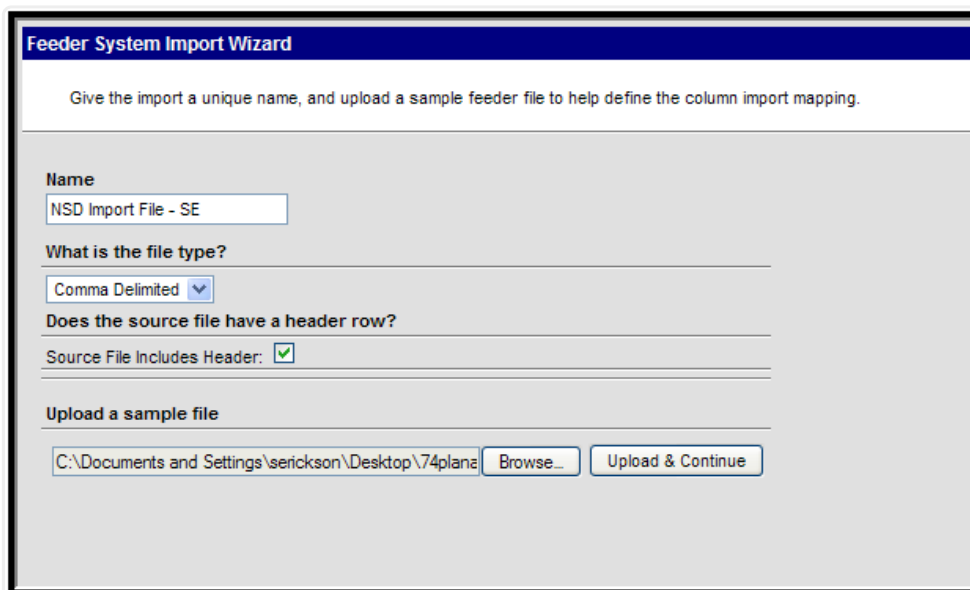 Feeder System Import Wizard
Give the import a unique name, and upload a sample feeder file to help define the column import mapping.
Name
NSD Import File - SE
What is the file type?
Comma Delimited
Does the source file have a header row?
Source File Includes Header:
Upload a sample file
C:\Documents and Settings\serickson\Desktop\74plana Browse... Upload & Continue